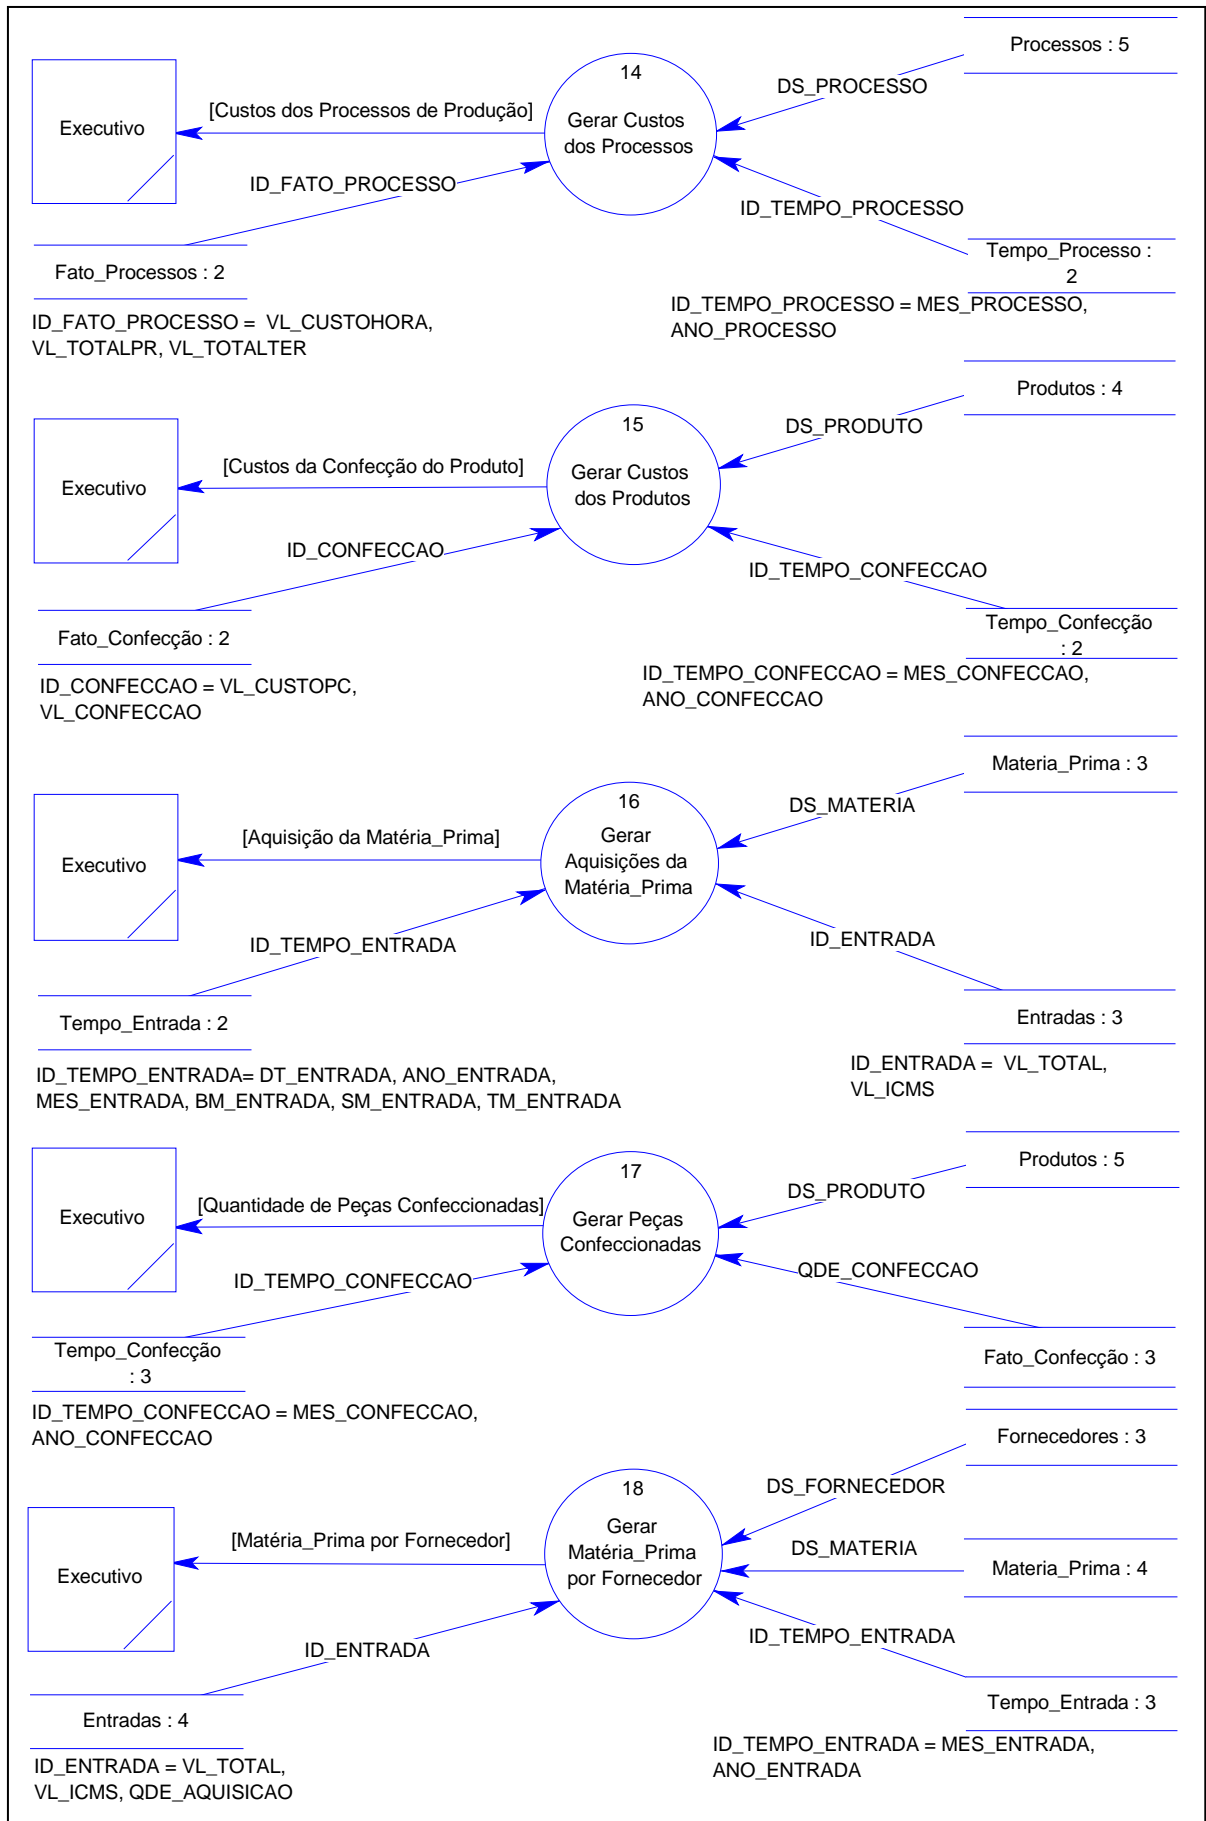 Processos : 5
14
DS_PROCESSO
[Custos dos Processos de Produção]
Executivo
Gerar Custos
dos Processos
ID_FATO_PROCESSO
ID_TEMPO_PROCESSO
Fato_Processos : 2
Tempo_Processo :
2
ID_FATO_PROCESSO =  VL_CUSTOHORA,
VL_TOTALPR, VL_TOTALTER
ID_TEMPO_PROCESSO = MES_PROCESSO,
ANO_PROCESSO
Produtos : 4
15
DS_PRODUTO
[Custos da Confecção do Produto]
Executivo
Gerar Custos
dos Produtos
ID_CONFECCAO
ID_TEMPO_CONFECCAO
Fato_Confecção : 2
Tempo_Confecção
: 2
ID_CONFECCAO = VL_CUSTOPC,
VL_CONFECCAO
ID_TEMPO_CONFECCAO = MES_CONFECCAO,
ANO_CONFECCAO
Materia_Prima : 3
16
DS_MATERIA
[Aquisição da Matéria_Prima]
Executivo
Gerar
Aquisições da
Matéria_Prima
ID_TEMPO_ENTRADA
ID_ENTRADA
Tempo_Entrada : 2
Entradas : 3
ID_TEMPO_ENTRADA= DT_ENTRADA, ANO_ENTRADA,
MES_ENTRADA, BM_ENTRADA, SM_ENTRADA, TM_ENTRADA
ID_ENTRADA =  VL_TOTAL,
VL_ICMS
Produtos : 5
17
DS_PRODUTO
[Quantidade de Peças Confeccionadas]
Executivo
Gerar Peças
Confeccionadas
ID_TEMPO_CONFECCAO
QDE_CONFECCAO
Tempo_Confecção
: 3
Fato_Confecção : 3
ID_TEMPO_CONFECCAO = MES_CONFECCAO,
ANO_CONFECCAO
Fornecedores : 3
18
DS_FORNECEDOR
[Matéria_Prima por Fornecedor]
Executivo
Gerar
Matéria_Prima
por Fornecedor
DS_MATERIA
Materia_Prima : 4
ID_ENTRADA
ID_TEMPO_ENTRADA
Entradas : 4
Tempo_Entrada : 3
ID_ENTRADA = VL_TOTAL,
VL_ICMS, QDE_AQUISICAO
ID_TEMPO_ENTRADA = MES_ENTRADA,
ANO_ENTRADA